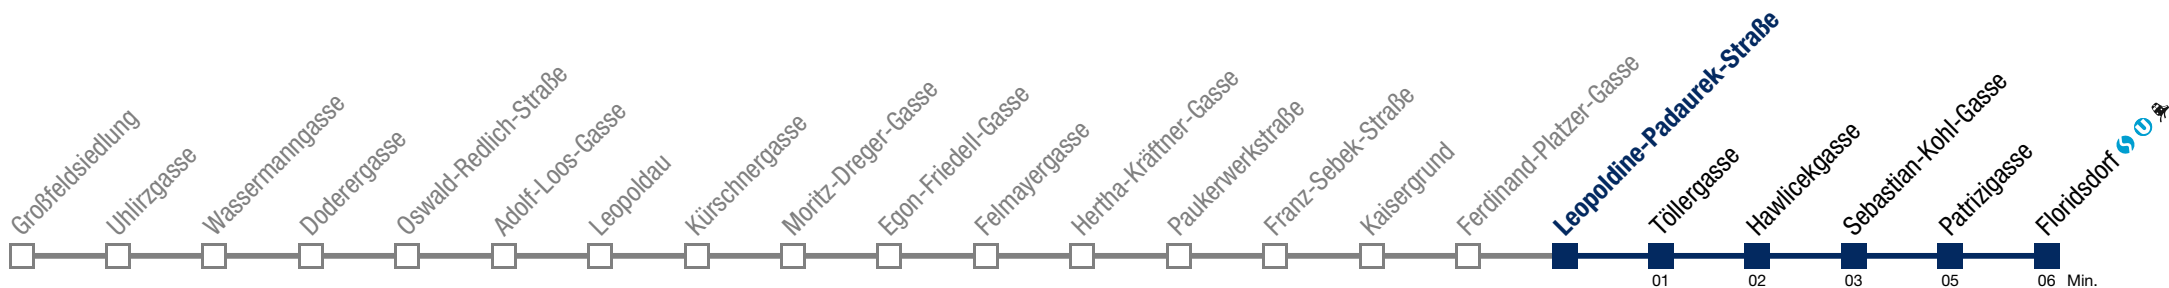 Großfeldsiedlung
Uhlirzgasse
Wassermanngasse
Doderergasse
Oswald-Redlich-Straße
Adolf-Loos-Gasse
Leopoldau
Kürschnergasse
Moritz-Dreger-Gasse
Egon-Friedell-Gasse
Felmayergasse
Hertha-Kräftner-Gasse
Paukerwerkstraße
Franz-Sebek-Straße
Kaisergrund
Ferdinand-Platzer-Gasse
Leopoldine-Padaurek-Straße
Töllergasse
Hawlicekgasse
Sebastian-Kohl-Gasse
Patrizigasse
Floridsdorf S U
01 02 03 05 06 Min.